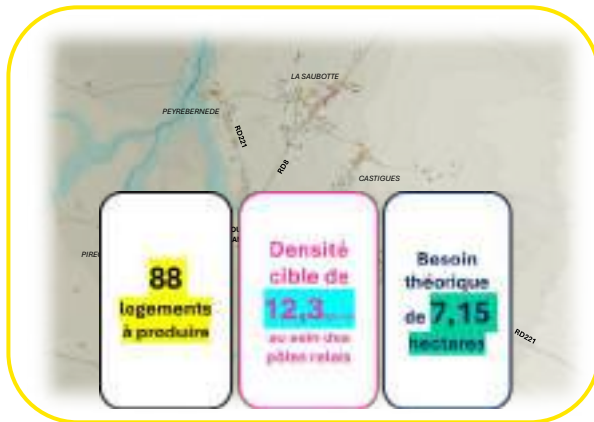 LA SAUBOTTE
PEYREBERNEDE
RD221
RD8
CASTIGUES
PIRE
88
logements
à produire
Densité
cible de
12,3
au sein des
pôles relais
Besoin
théorique
de 7,15
hectares
RD221